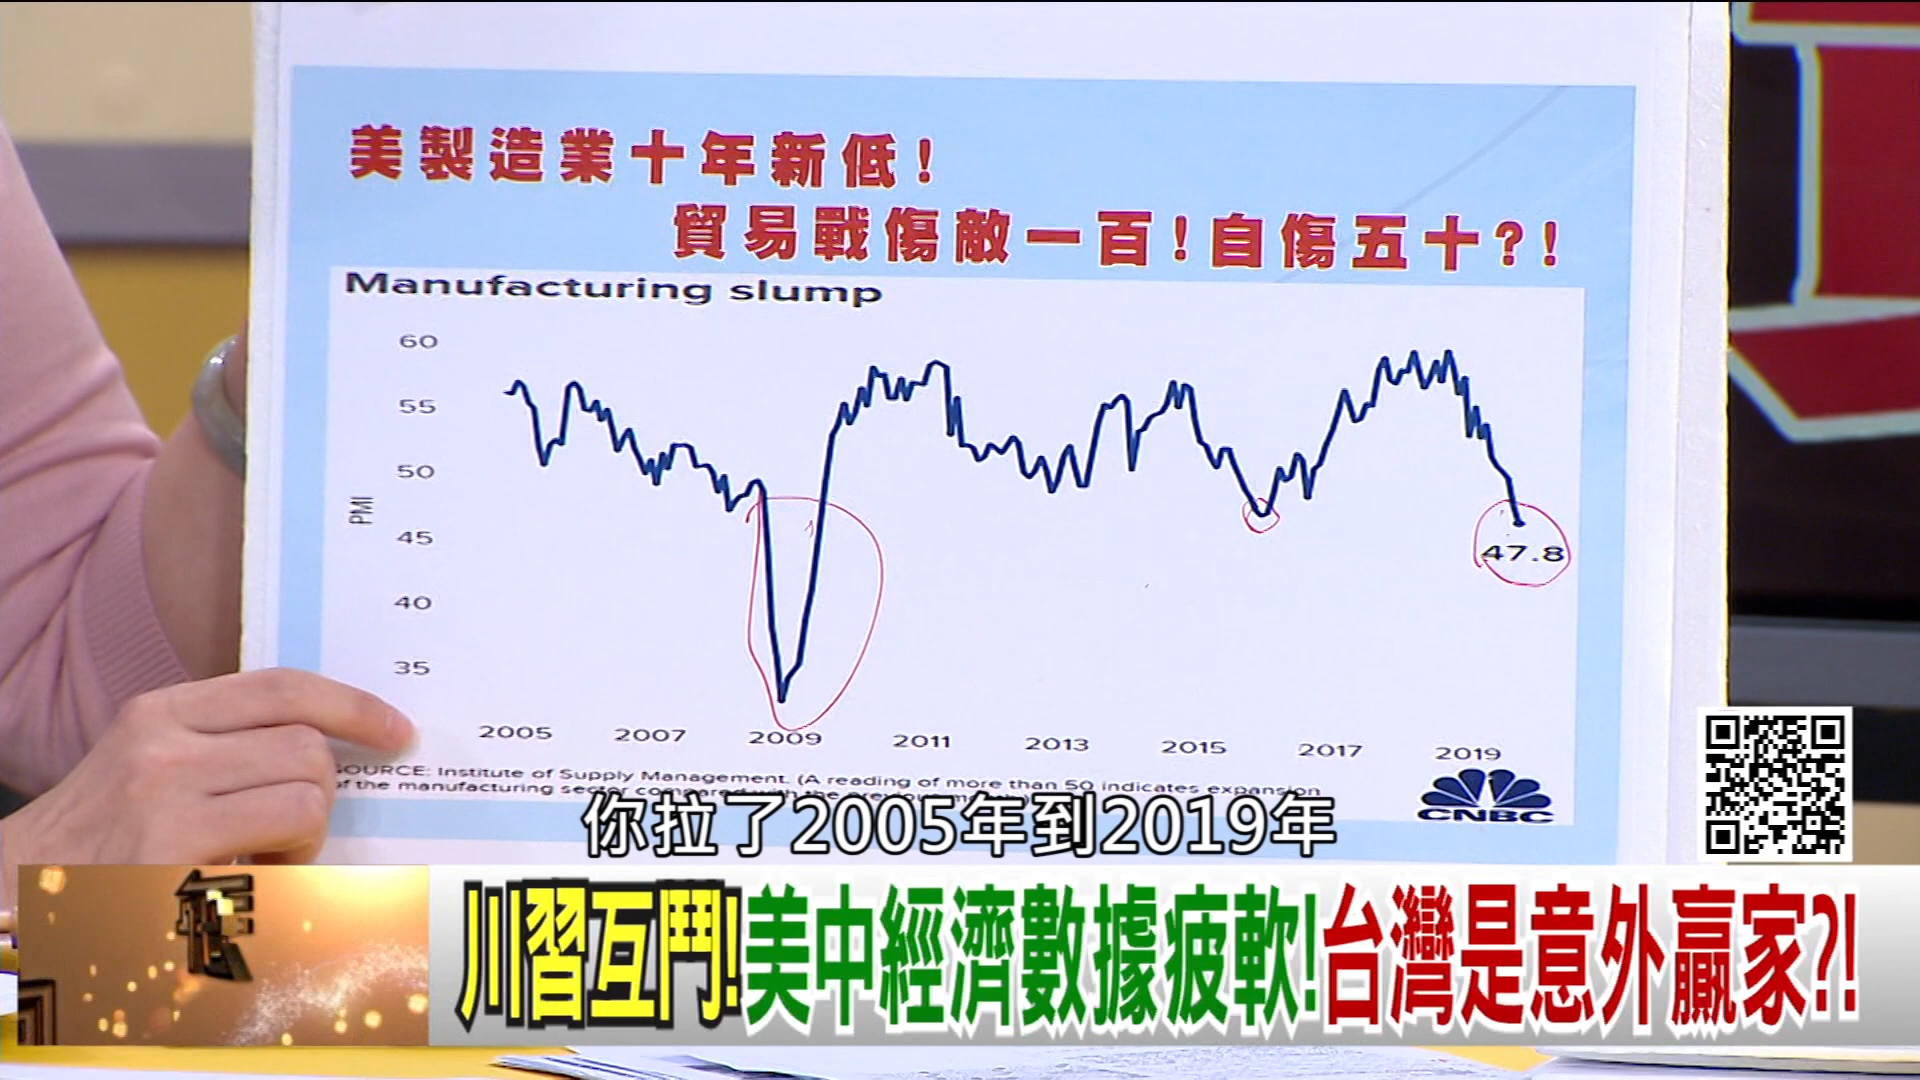 美製造業十年新低!
貿易戰傷敵一百!自傷五十?!
Manufacturing slump
60
55
50
45
40
35
PMI
47.8
2005 2007 2009 2011 2013 2015 2017 2019
SOURCE: Institute of Supply Management. (A reading of more than 50 indicates expansion
of the manufacturing sector compared with the previous month.)
CNBC
你拉了2005年到2019年
川習互鬥!美中經濟數據疲軟!台灣是意外贏家?!